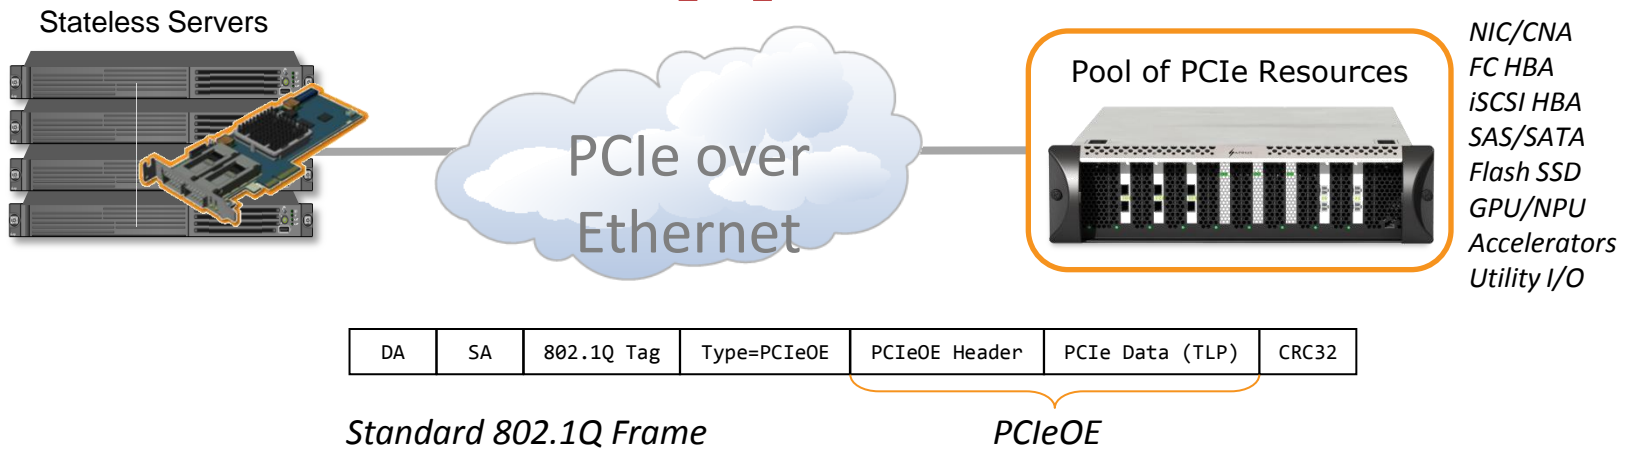 Stateless Servers
PCIe over
Ethernet
Pool of PCIe Resources
NIC/CNA
FC HBA
iSCSI HBA
SAS/SATA
Flash SSD
GPU/NPU
Accelerators
Utility I/O
DA SA 802.1Q Tag Type=PCIeOE PCIeOE Header PCIe Data (TLP) CRC32
Standard 802.1Q Frame
PCIeOE